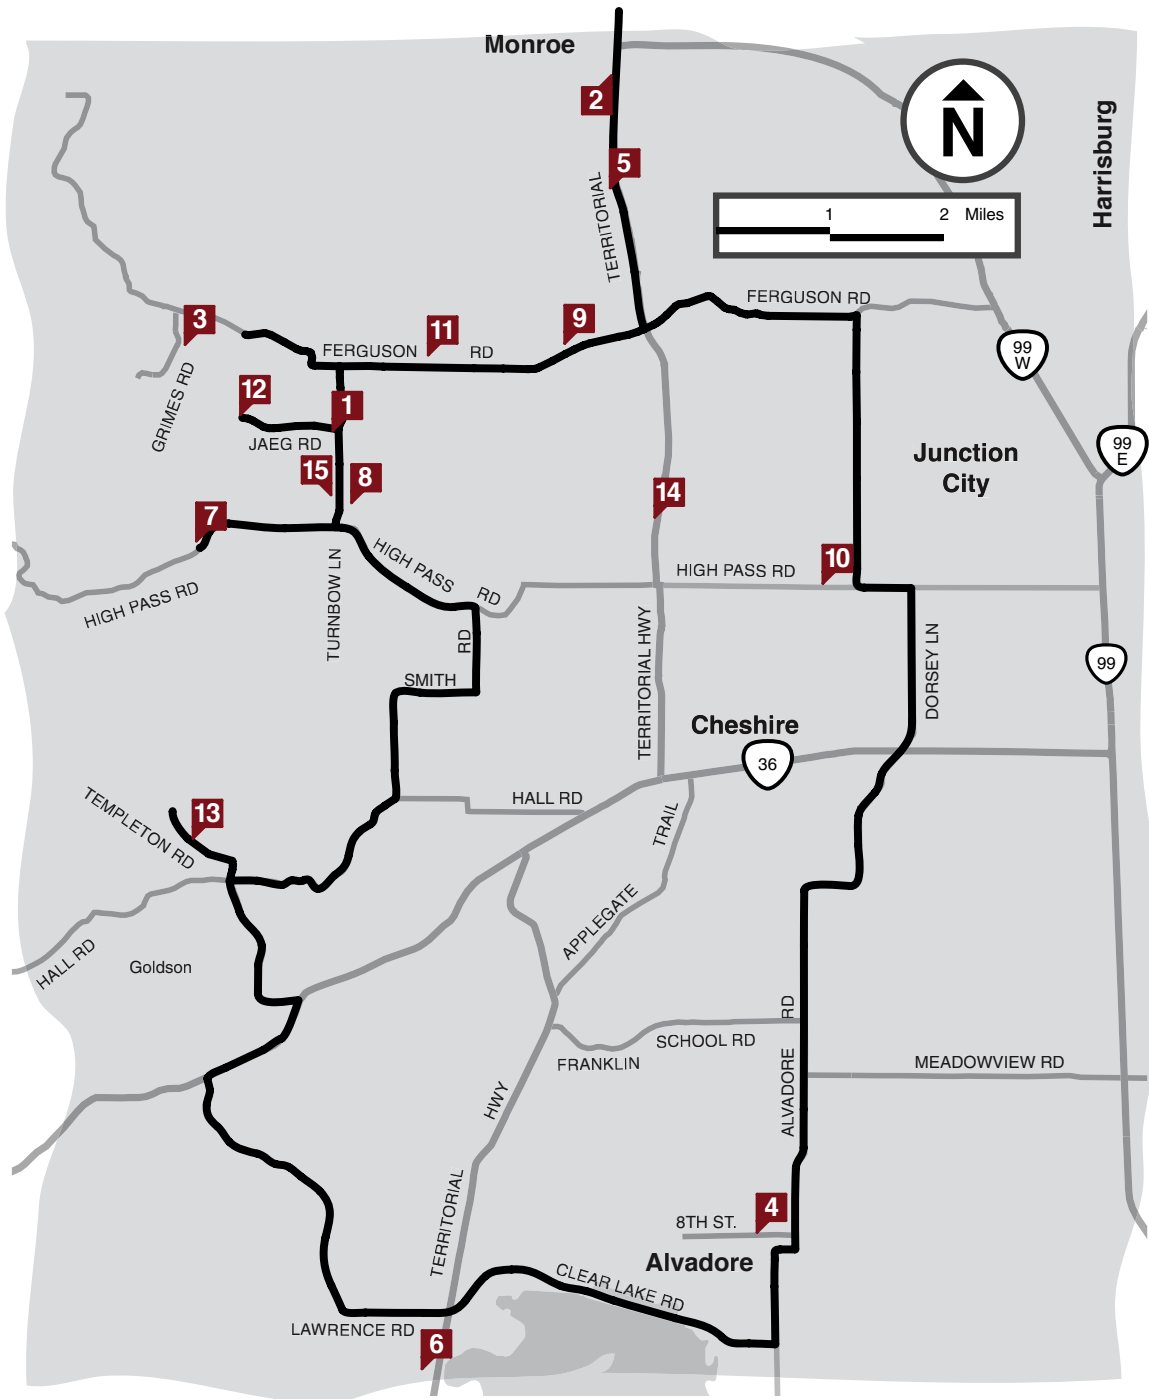 Monroe
2
N
Harrisburg
5
TERRITORIAL
1 2 Miles
FERGUSON RD
3
11
9
FERGUSON RD
99
W
GRIMES RD
12
1
JAEG RD
99
E
Junction
City
15
8
14
7
HIGH PASS RD
10
HIGH PASS RD
HIGH PASS RD
TURNBOW LN
RD
SMITH
TERRITORIAL HWY
DORSEY LN
99
Cheshire
36
TEMPLETON RD
13
HALL RD
TRAIL
APPLEGATE
HALL RD
Goldson
RD
SCHOOL RD
FRANKLIN
MEADOWVIEW RD
ALVADORE
HWY
TERRITORIAL
4
8TH ST.
Alvadore
CLEAR LAKE RD
LAWRENCE RD
6